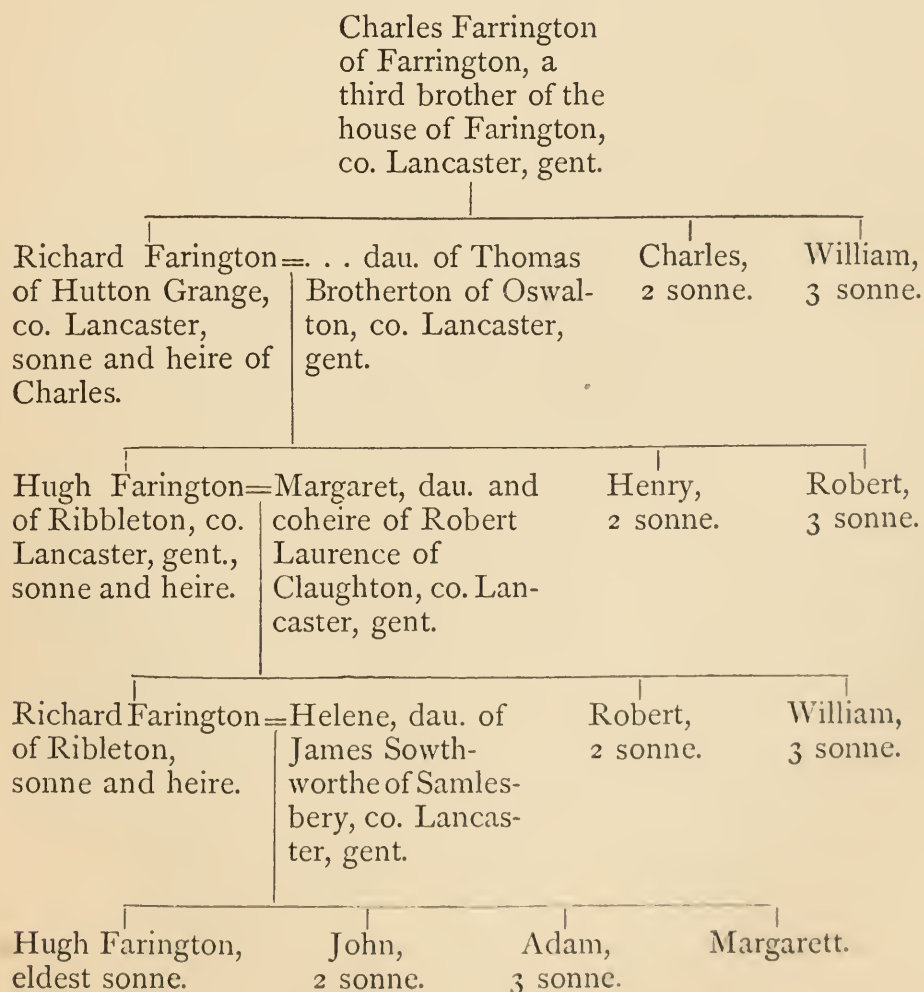 Charles Farrington
of Farrington, a
third brother of the
house of Farington,
co. Lancaster, gent.
Richard Farington=. . . dau. of Thomas
of Hutton Grange,
co. Lancaster,
sonne and heire of
Charles.
Brotherton of Oswal-
ton, co. Lancaster,
gent.
Charles,
2 sonne.
William,
3 sonne.
Hugh Farington=Margaret, dau. and
of Ribbleton, co.
Lancaster, gent.,
sonne and heire.
coheire of Robert
Laurence of
Claughton, co. Lan-
caster, gent.
Henry,
2 sonne.
Robert,
3 sonne.
Richard Farington=Helene, dau. of
of Ribleton,
sonne and heire.
James Sowth-
worthe of Samles-
bery, co. Lancas-
ter, gent.
Robert,
2 sonne.
William,
3 sonne.
Hugh Farington,
eldest sonne.
John,
2 sonne.
Adam,
3 sonne.
Margarett.